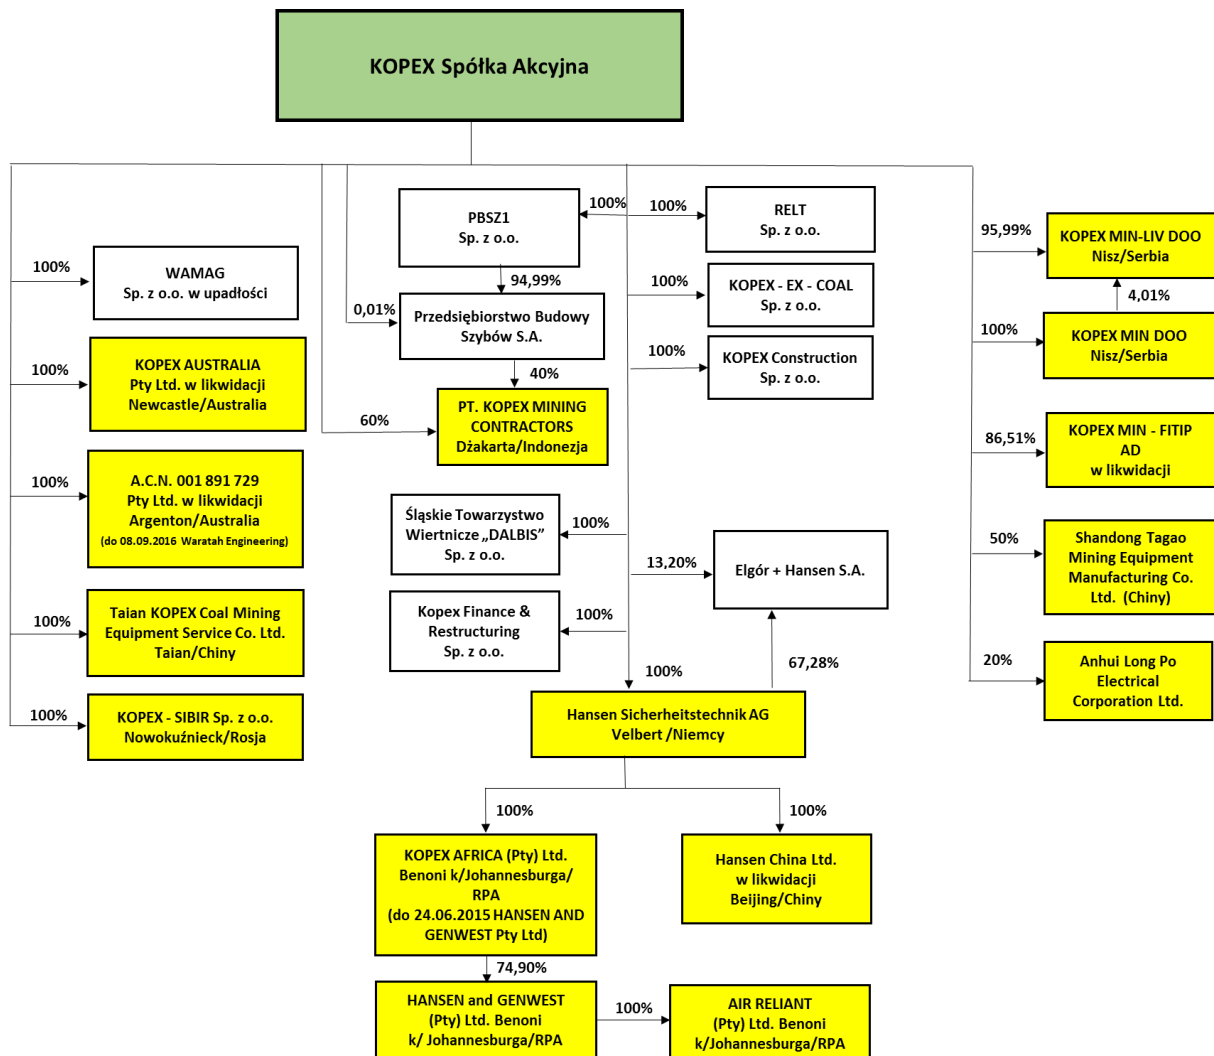 KOPEX Spółka Akcyjna
100%
WAMAG
Sp. z o.o. w upadłości
100%
KOPEX AUSTRALIA
Pty Ltd. w likwidacji
Newcastle/Australia
100%
A.C.N. 001 891 729
Pty Ltd. w likwidacji
Argenton/Australia
(do 08.09.2016 Waratah Engineering)
100%
Taian KOPEX Coal Mining
Equipment Service Co. Ltd.
Taian/Chiny
100%
KOPEX - SIBIR Sp. z o.o.
Nowokuźnieck/Rosja
PBSZ1
Sp. z o.o.
100%
94,99%
0,01%
Przedsiębiorstwo Budowy
Szybów S.A.
40%
60%
PT. KOPEX MINING
CONTRACTORS
Dżakarta/Indonezja
100%
RELT
Sp. z o.o.
100%
KOPEX - EX - COAL
Sp. z o.o.
100%
KOPEX Construction
Sp. z o.o.
Śląskie Towarzystwo
Wiertnicze „DALBIS”
Sp. z o.o.
100%
13,20%
Elgór + Hansen S.A.
Kopex Finance &
Restructuring
Sp. z o.o.
100%
67,28%
100%
Hansen Sicherheitstechnik AG
Velbert /Niemcy
95,99%
KOPEX MIN-LIV DOO
Nisz/Serbia
4,01%
100%
KOPEX MIN DOO
Nisz/Serbia
86,51%
KOPEX MIN - FITIP
AD
w likwidacji
50%
Shandong Tagao
Mining Equipment
Manufacturing Co.
Ltd. (Chiny)
20%
Anhui Long Po
Electrical
Corporation Ltd.
100%
KOPEX AFRICA (Pty) Ltd.
Benoni k/Johannesburga/
RPA
(do 24.06.2015 HANSEN AND
GENWEST Pty Ltd)
100%
Hansen China Ltd.
w likwidacji
Beijing/Chiny
74,90%
HANSEN and GENWEST
(Pty) Ltd. Benoni
k/ Johannesburga/RPA
100%
AIR RELIANT
(Pty) Ltd. Benoni
k/Johannesburga/RPA